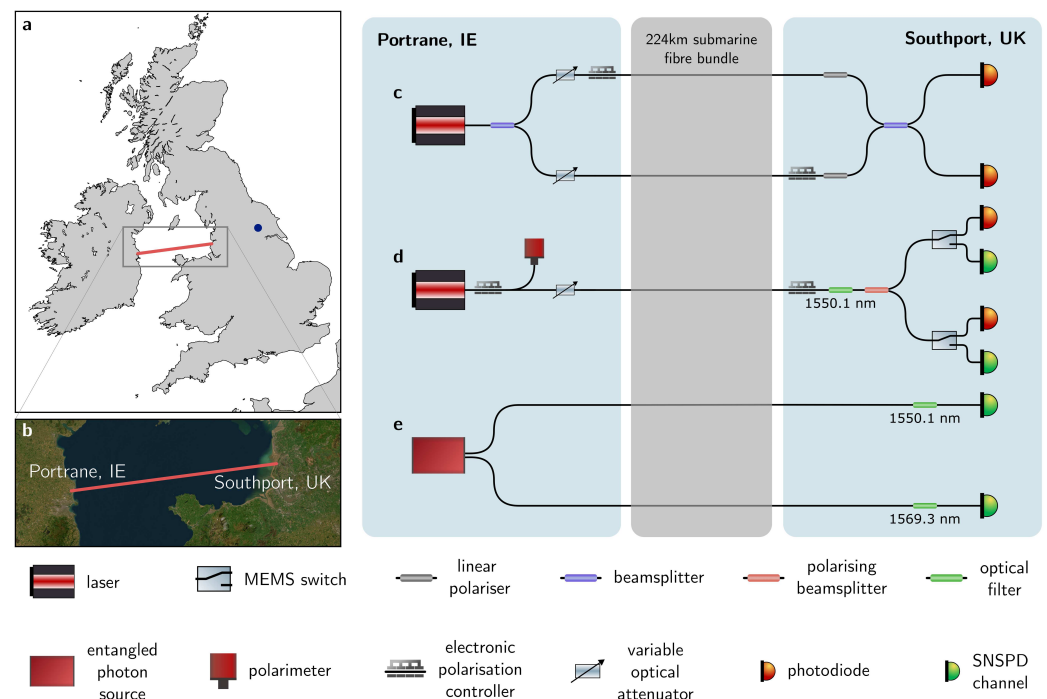 a
Portrane, IE
224km submarine
fibre bundle
Southport, UK
c
d
1550.1 nm
e
1550.1 nm
1569.3 nm
b
Portrane, IE
Southport, UK
laser
MEMS switch
linear
polariser
beamsplitter
polarising
beamsplitter
optical
filter
entangled
photon
source
polarimeter
electronic
polarisation
controller
variable
optical
attenuator
photodiode
SNSPD
channel